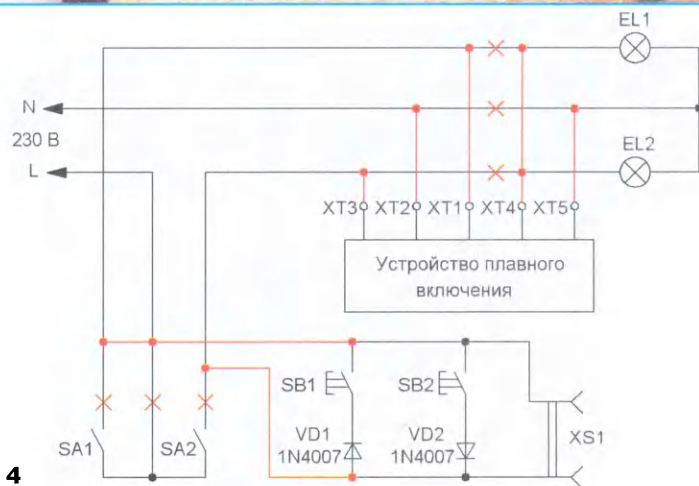 EL1
N
230 В
EL2
L
XT3 XT2 XT1 XT4 XT5
Устройство плавного
включения
SB1 SB2
SA1 SA2 VD1 VD2 XS1
1N4007 1N4007
4